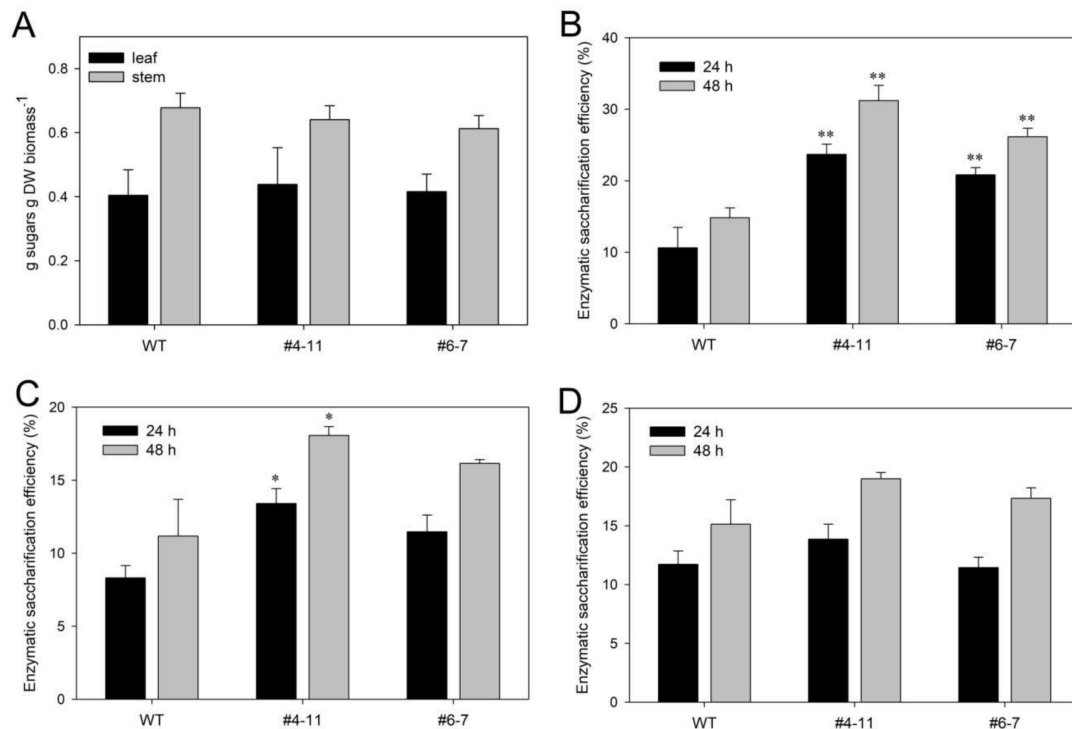 A
leaf
stem
g sugars g DW biomass-1
0.8
0.6
0.4
0.2
0.0
WT
#4-11
#6-7
B
24 h
48 h
Enzymatic saccharification efficiency (%)
40
30
20
10
0
**
**
**
**
WT
#4-11
#6-7
C
24 h
48 h
Enzymatic saccharification efficiency (%)
20
15
10
5
0
*
*
WT
#4-11
#6-7
D
24 h
48 h
Enzymatic saccharification efficiency (%)
25
20
15
10
5
0
WT
#4-11
#6-7